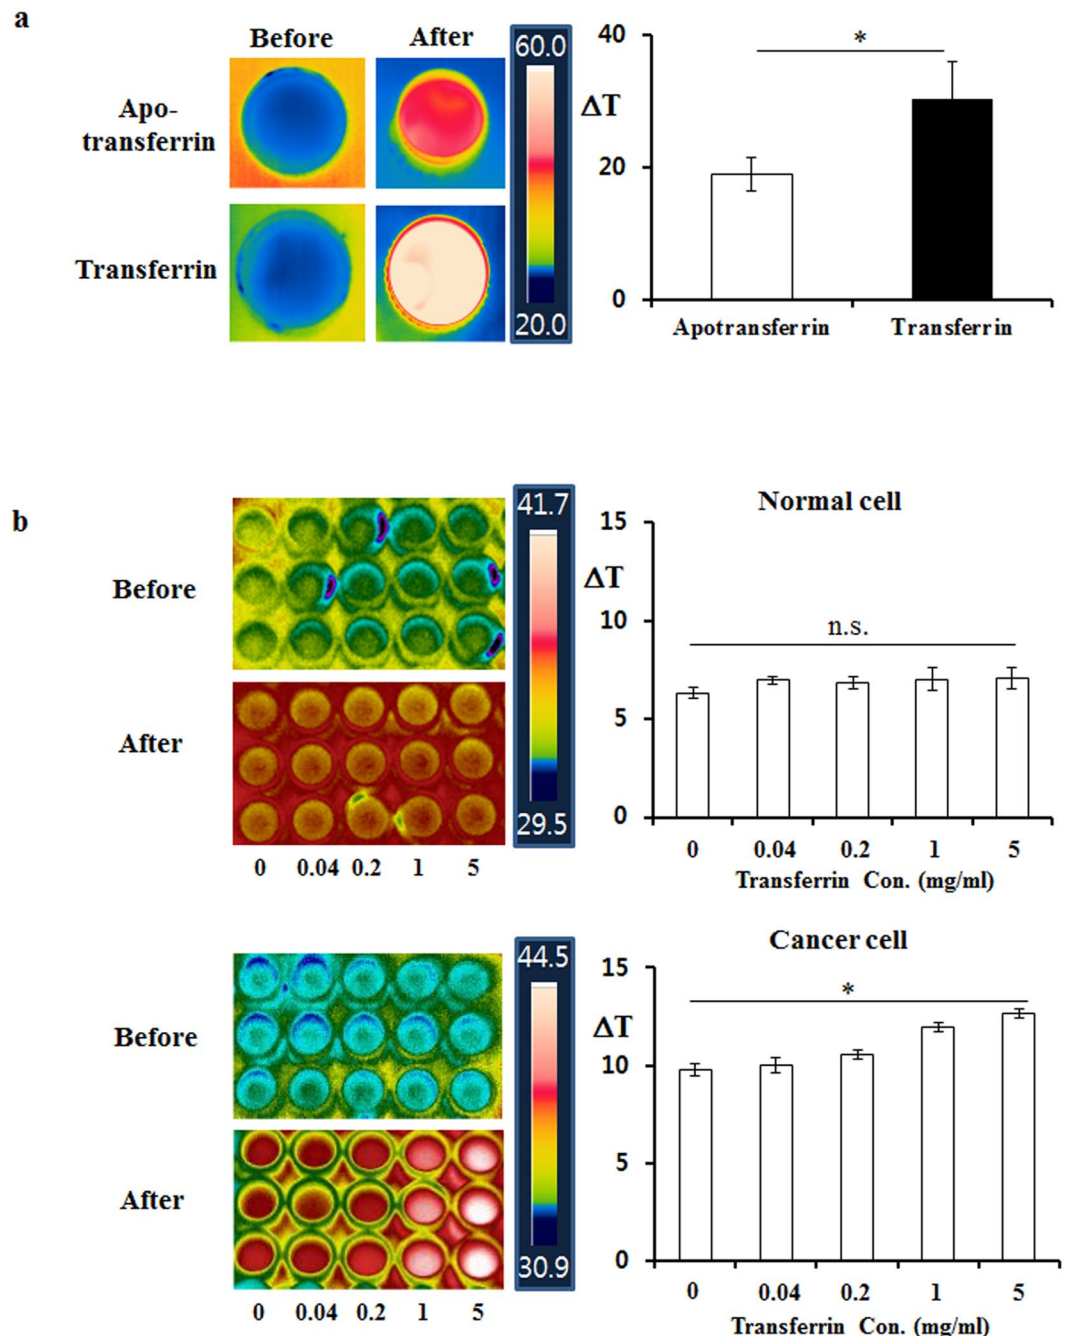 a
Before After
Apo-
transferrin
Transferrin
60.0
20.0
40
ΔT
20
0
*
Apotransferrin Transferrin
b
Before
After
0 0.04 0.2 1 5
41.7
29.5
Normal cell
15
ΔT
10
5
0
n.s.
0 0.04 0.2 1 5
Transferrin Con. (mg/ml)
Before
After
0 0.04 0.2 1 5
44.5
30.9
Cancer cell
15
ΔT
10
5
0
*
0 0.04 0.2 1 5
Transferrin Con. (mg/ml)